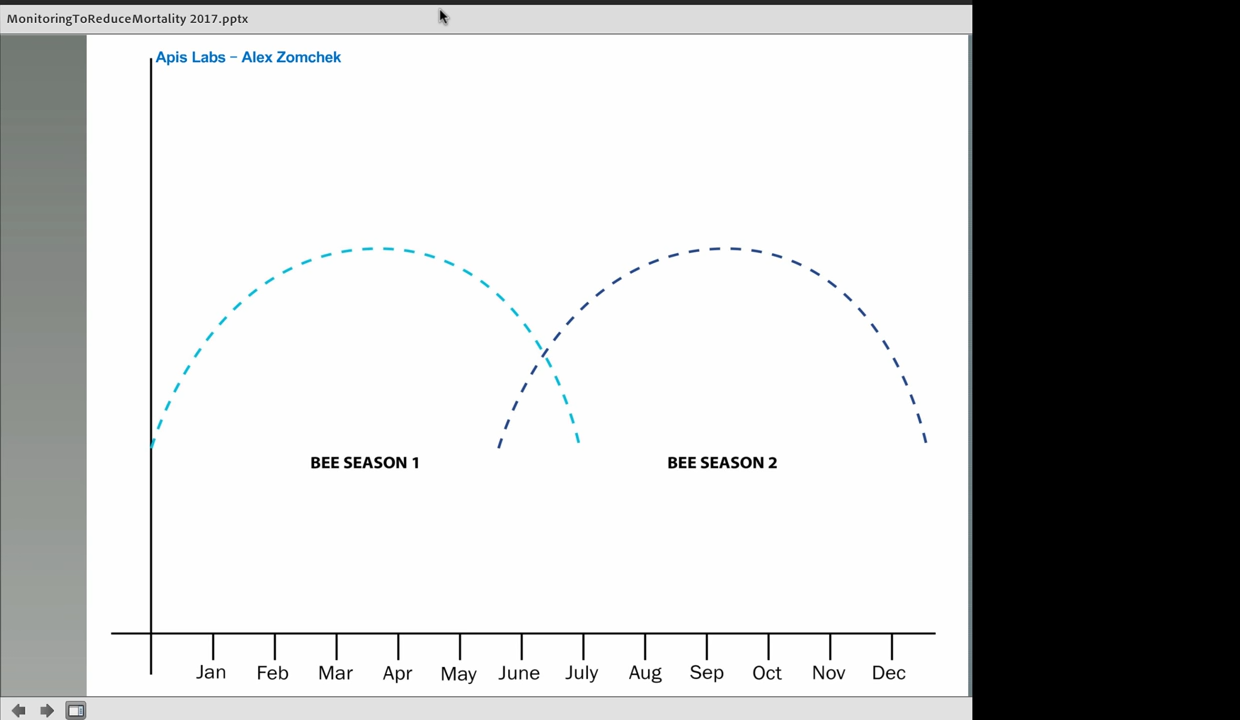 MonitoringToReduceMortality 2017.pptx
Apis Labs – Alex Zomchek
BEE SEASON 1 BEE SEASON 2
Jan Feb Mar Apr May June July Aug Sep Oct Nov Dec